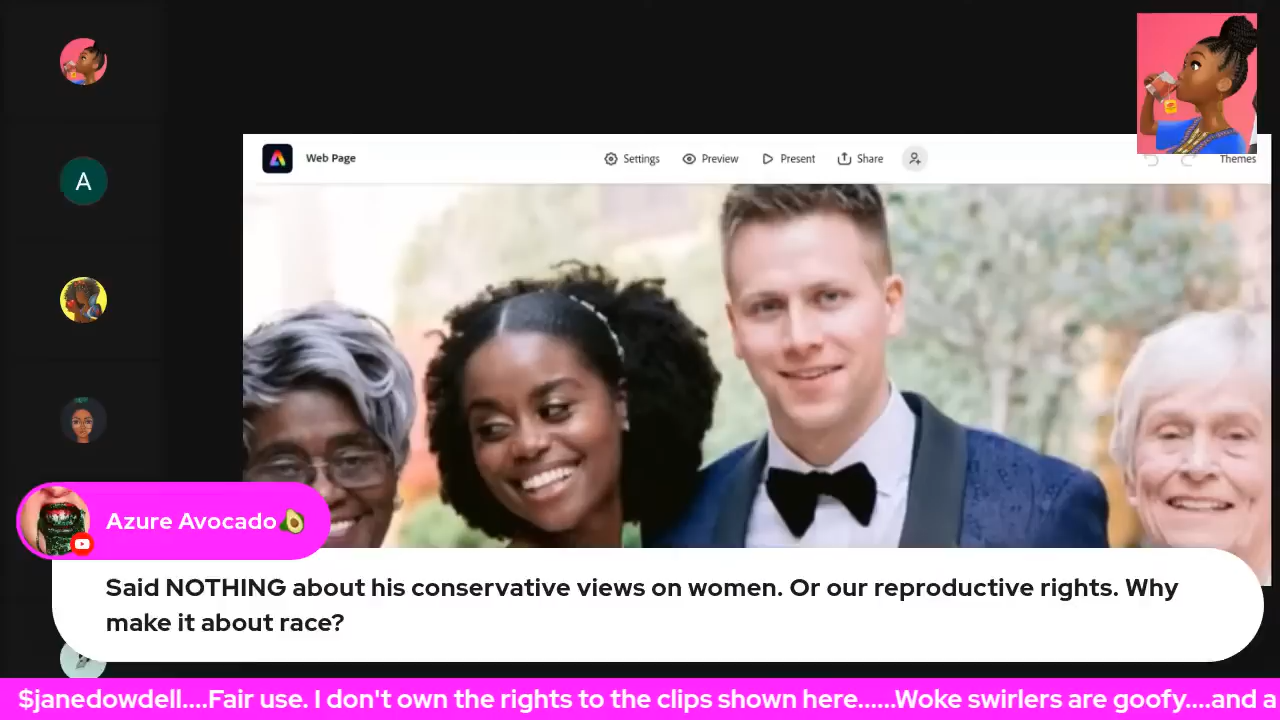 A
Web Page
Settings
Preview
Present
Share
Themes
Azure Avocado🥑
Said NOTHING about his conservative views on women. Or our reproductive rights. Why
make it about race?
$janedowdell....Fair use. I don't own the rights to the clips shown here......Woke swirlers are goofy....and a